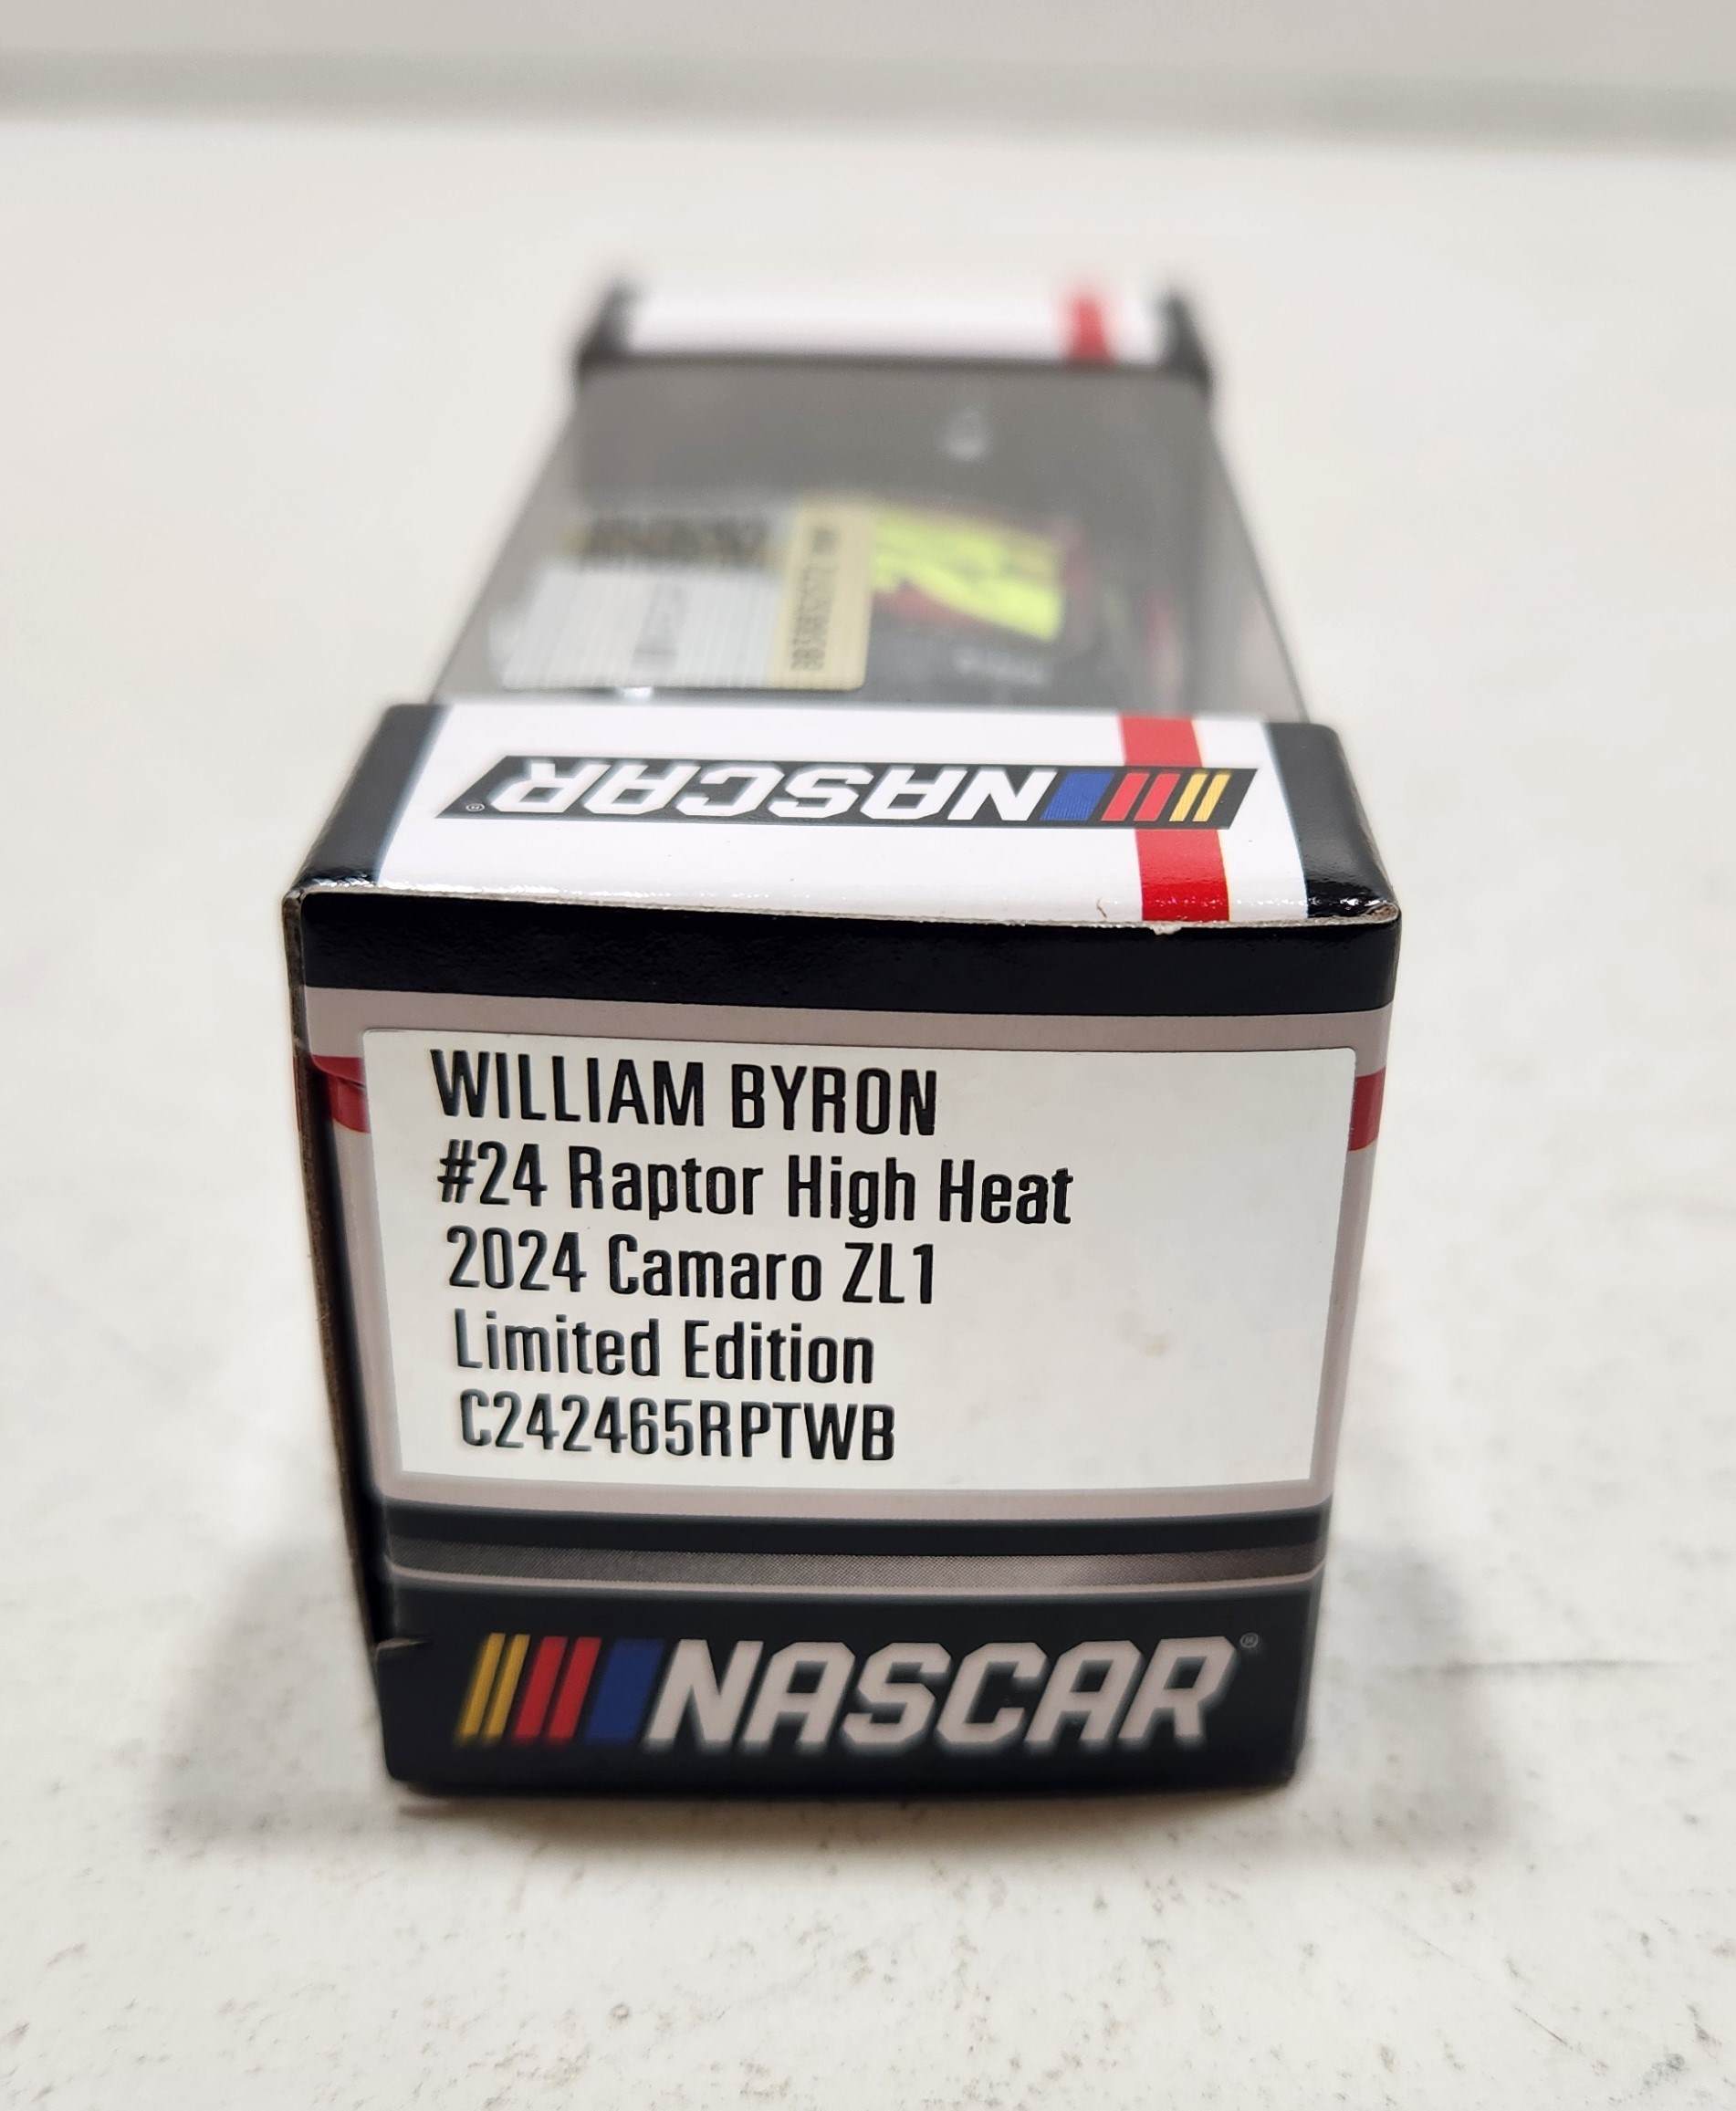 NASCAR®
WILLIAM BYRON
#24 Raptor High Heat
2024 Camaro ZL1
Limited Edition
C242465RPTWB
NASCAR®